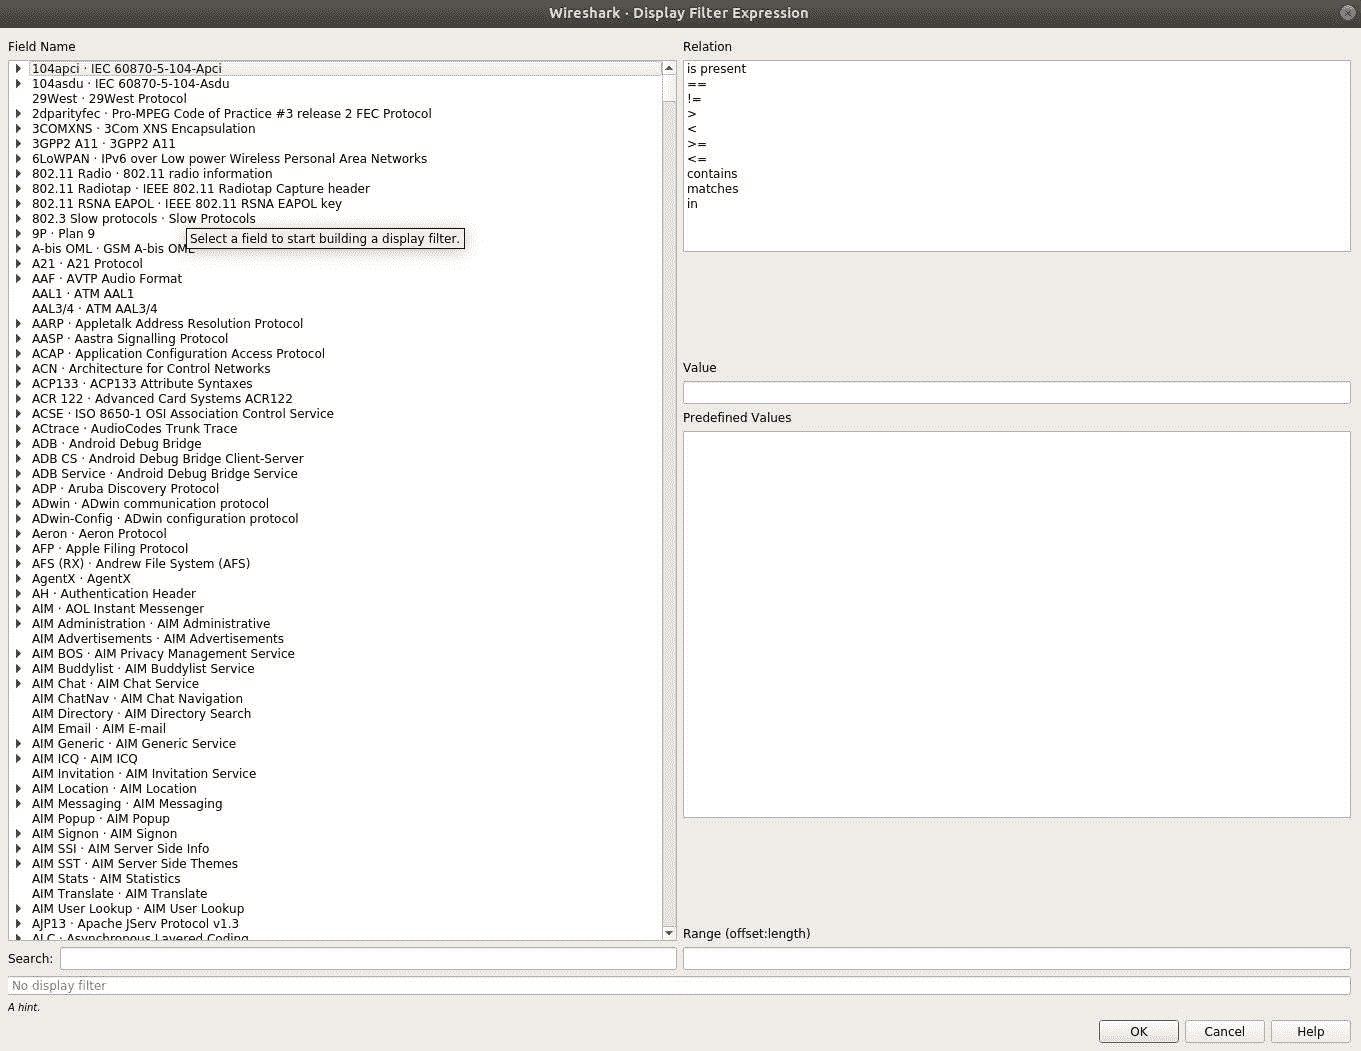 Wireshark · Display Filter Expression
Field Name
104apci · IEC 60870-5-104-Apci
104asdu · IEC 60870-5-104-Asdu
29West · 29West Protocol
2dparityfec · Pro-MPEG Code of Practice #3 release 2 FEC Protocol
3COMXNS · 3Com XNS Encapsulation
3GPP2 A11 · 3GPP2 A11
6LoWPAN · IPv6 over Low power Wireless Personal Area Networks
802.11 Radio · 802.11 radio information
802.11 Radiotap · IEEE 802.11 Radiotap Capture header
802.11 RSNA EAPOL · IEEE 802.11 RSNA EAPOL key
802.3 Slow protocols · Slow Protocols
9P · Plan 9
Select a field to start building a display filter.
A-bis OML · GSM A-bis OML
A21 · A21 Protocol
AAF · AVTP Audio Format
AAL1 · ATM AAL1
AAL3/4 · ATM AAL3/4
AARP · Appletalk Address Resolution Protocol
AASP · Aastra Signalling Protocol
ACAP · Application Configuration Access Protocol
ACN · Architecture for Control Networks
ACP133 · ACP133 Attribute Syntaxes
ACR 122 · Advanced Card Systems ACR122
ACSE · ISO 8650-1 OSI Association Control Service
ACtrace · AudioCodes Trunk Trace
ADB · Android Debug Bridge
ADB CS · Android Debug Bridge Client-Server
ADB Service · Android Debug Bridge Service
ADP · Aruba Discovery Protocol
ADwin · ADwin communication protocol
ADwin-Config · ADwin configuration protocol
Aeron · Aeron Protocol
AFP · Apple Filing Protocol
AFS (RX) · Andrew File System (AFS)
AgentX · AgentX
AH · Authentication Header
AIM · AOL Instant Messenger
AIM Administration · AIM Administrative
AIM Advertisements · AIM Advertisements
AIM BOS · AIM Privacy Management Service
AIM Buddylist · AIM Buddylist Service
AIM Chat · AIM Chat Service
AIM ChatNav · AIM Chat Navigation
AIM Directory · AIM Directory Search
AIM Email · AIM E-mail
AIM Generic · AIM Generic Service
AIM ICQ · AIM ICQ
AIM Invitation · AIM Invitation Service
AIM Location · AIM Location
AIM Messaging · AIM Messaging
AIM Popup · AIM Popup
AIM Signon · AIM Signon
AIM SSI · AIM Server Side Info
AIM SST · AIM Server Side Themes
AIM Stats · AIM Statistics
AIM Translate · AIM Translate
AIM User Lookup · AIM User Lookup
AJP13 · Apache JServ Protocol v1.3
ALC · Asynchronous Layered Coding
Search:
No display filter
A hint.
Relation
is present
==
!=
>
<
>=
<=
contains
matches
in
Value
Predefined Values
Range (offset:length)
OK
Cancel
Help